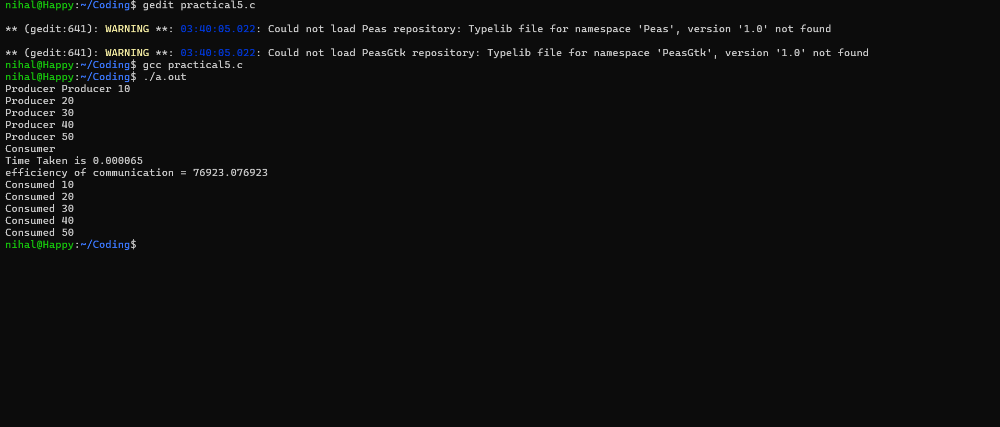 nihal@Happy:~/Coding$ gedit practical5.c
** (gedit:641): WARNING **: 03:40:05.022: Could not load Peas repository: Typelib file for namespace 'Peas', version '1.0' not found
** (gedit:641): WARNING **: 03:40:05.022: Could not load PeasGtk repository: Typelib file for namespace 'PeasGtk', version '1.0' not found
nihal@Happy:~/Coding$ gcc practical5.c
nihal@Happy:~/Coding$ ./a.out
Producer Producer 10
Producer 20
Producer 30
Producer 40
Producer 50
Consumer
Time Taken is 0.000065
efficiency of communication = 76923.076923
Consumed 10
Consumed 20
Consumed 30
Consumed 40
Consumed 50
nihal@Happy:~/Coding$